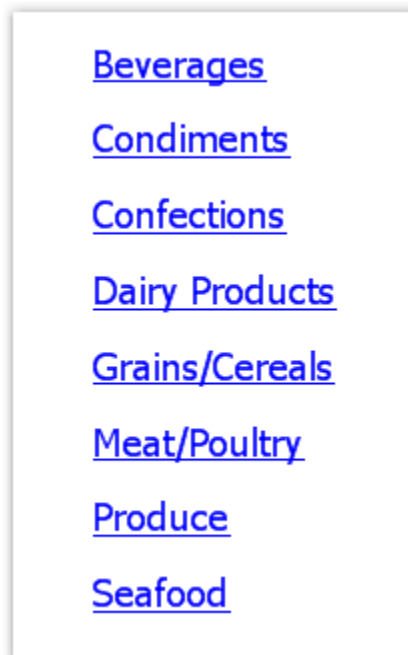 Beverages
Condiments
Confections
Dairy Products
Grains/Cereals
Meat/Poultry
Produce
Seafood